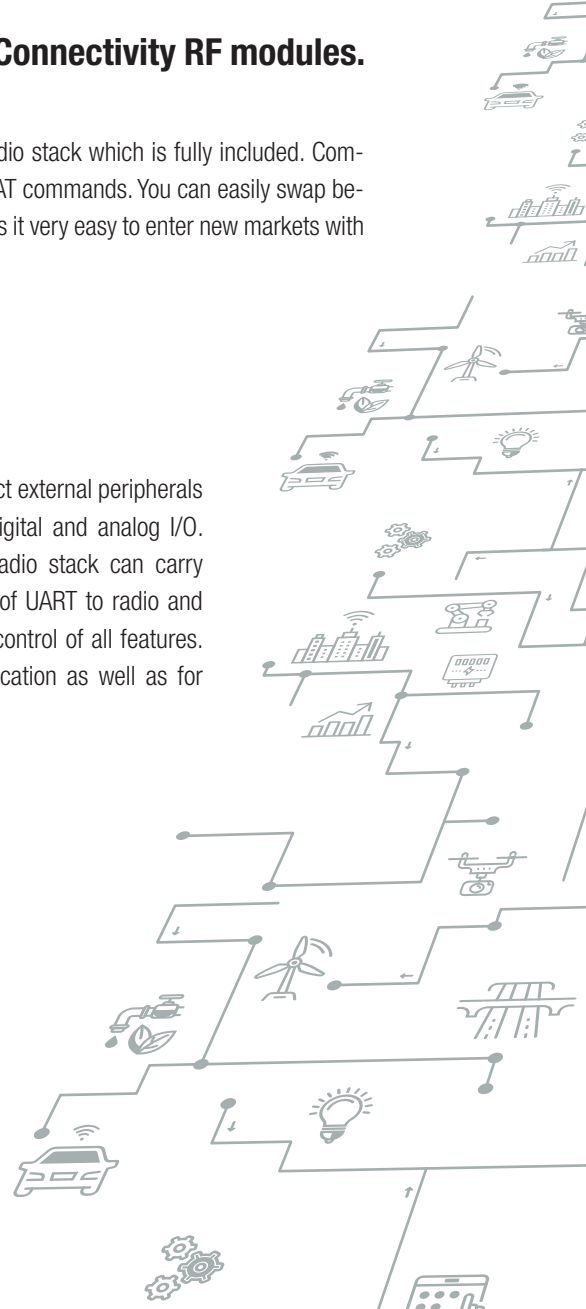 Connectivity RF modules.
dio stack which is fully included. Com-
AT commands. You can easily swap be-
s it very easy to enter new markets with
ct external peripherals
igital and analog I/O.
adio stack can carry
of UART to radio and
control of all features.
cation as well as for